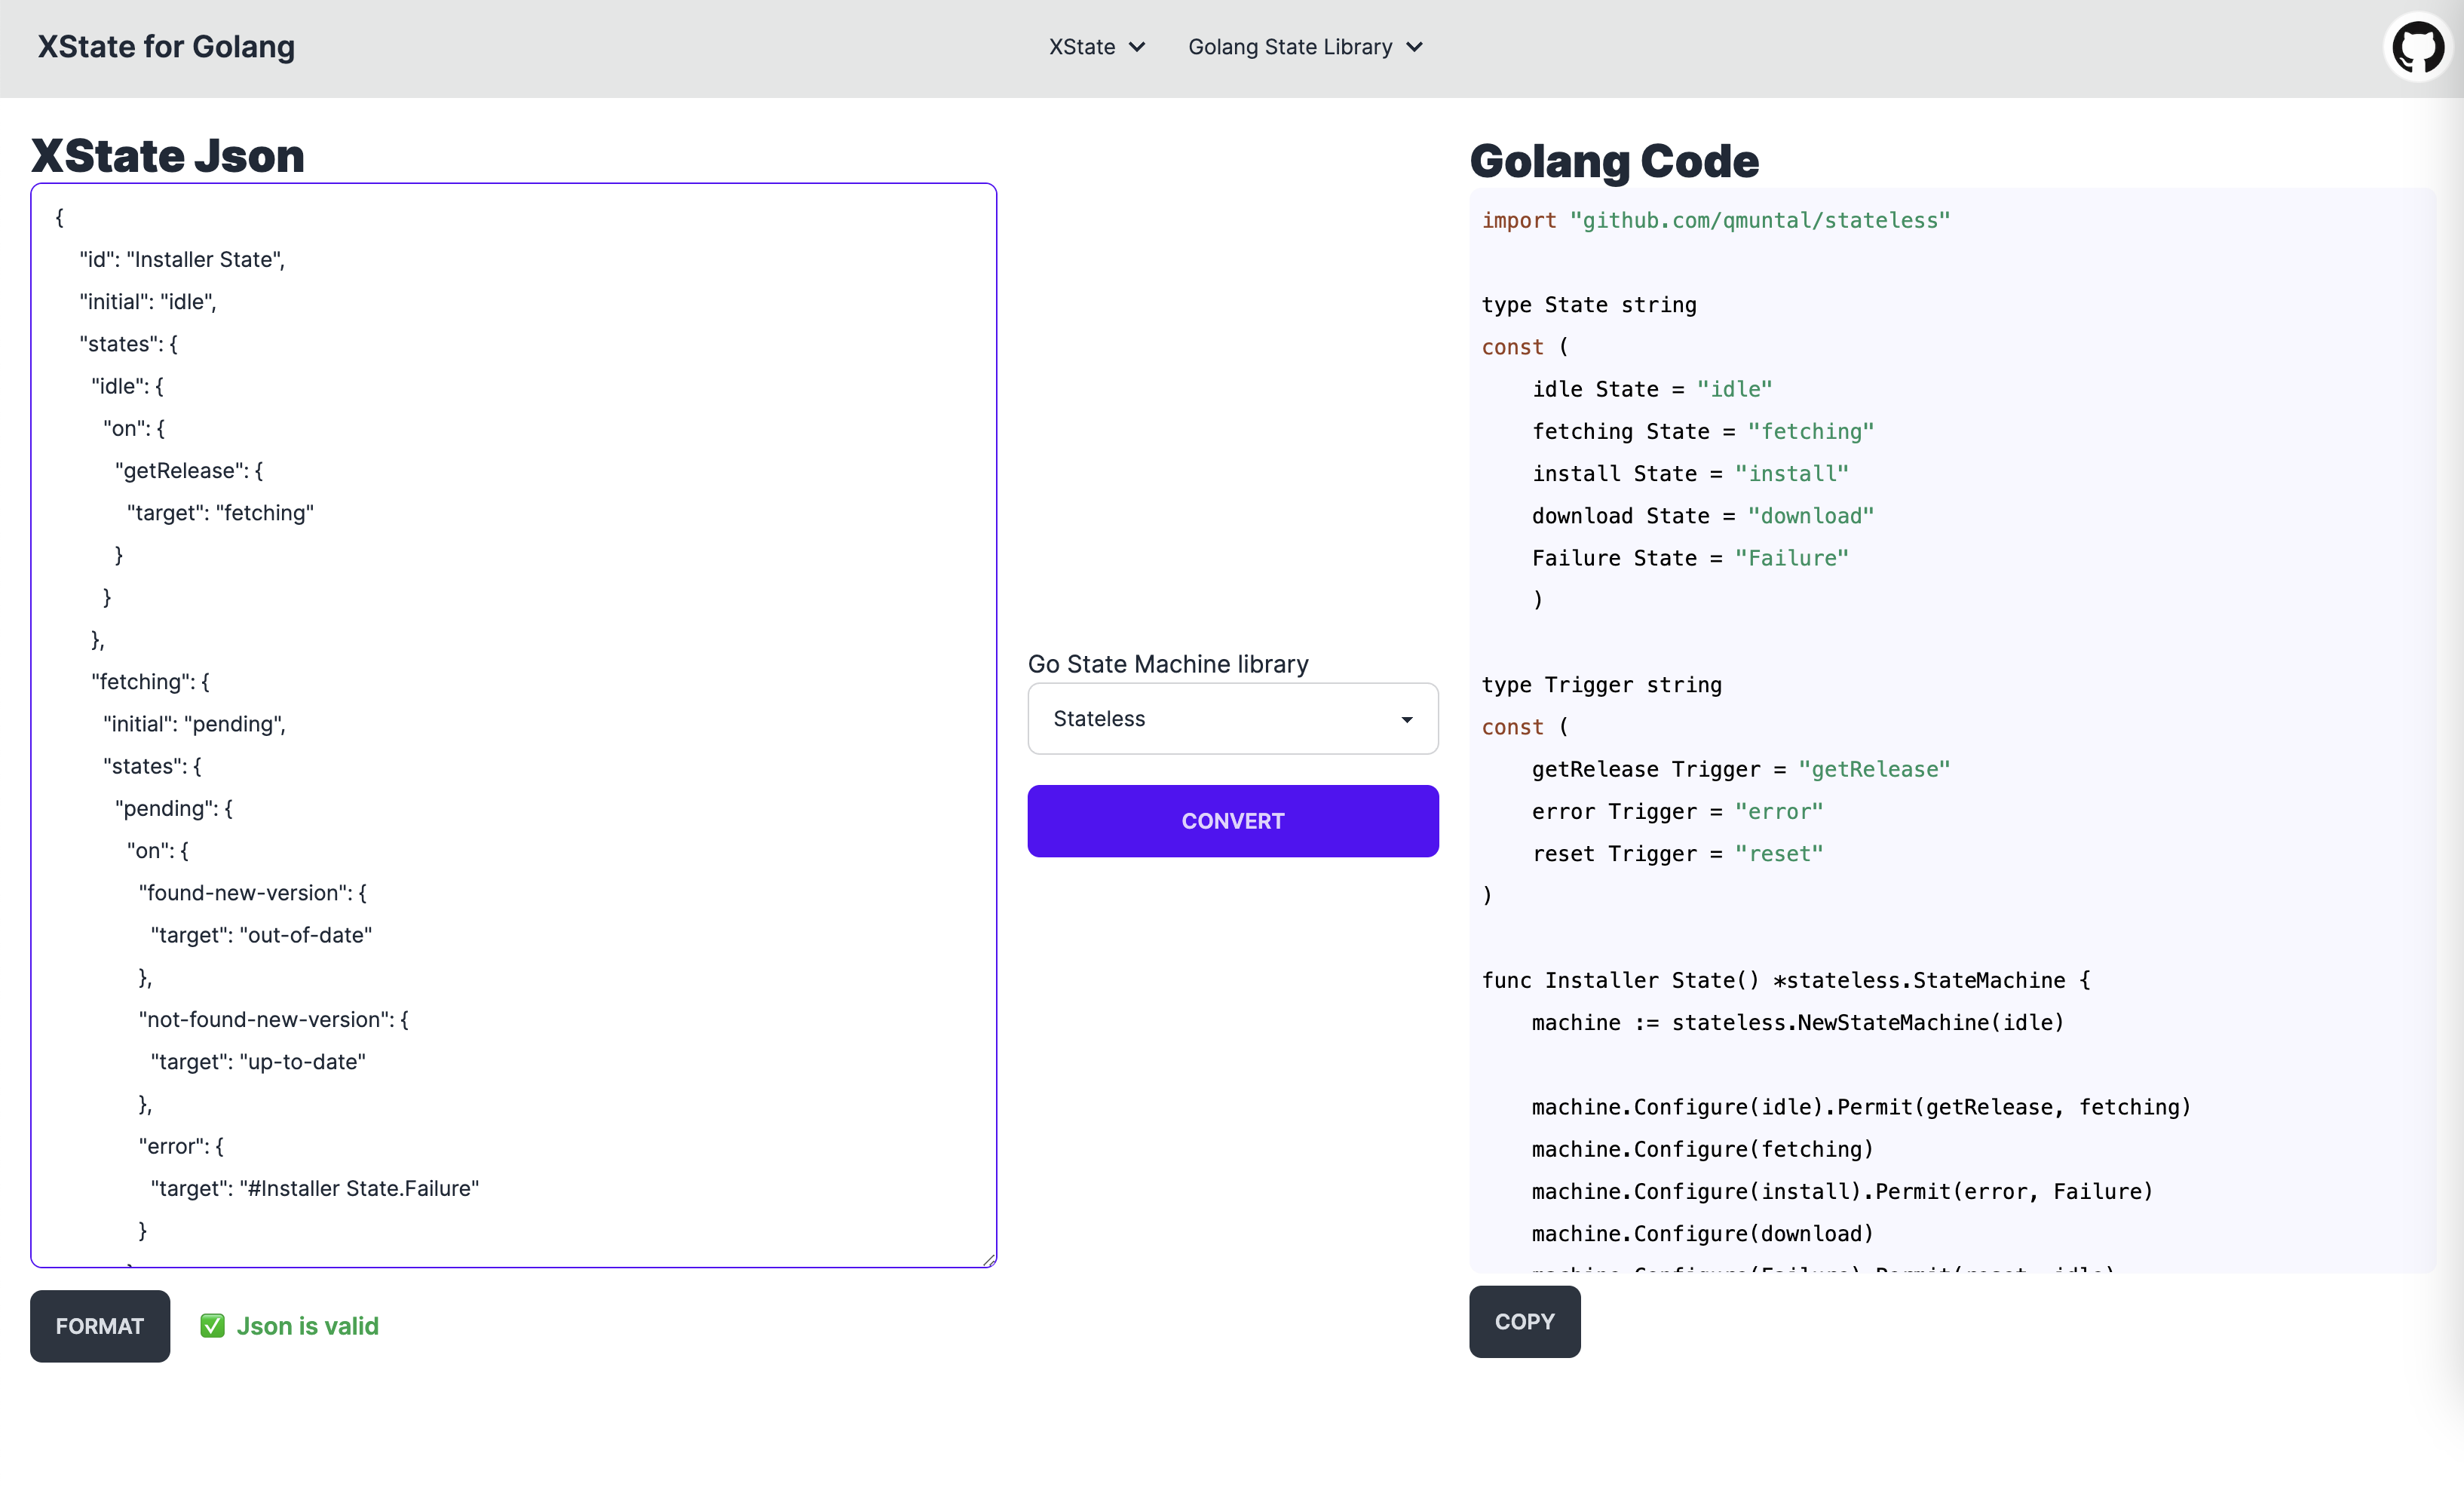 XState for Golang
XState
Golang State Library
XState Json
{
"id": "Installer State",
"initial": "idle",
"states": {
"idle": {
"on": {
"getRelease": {
"target": "fetching"
}
}
},
"fetching": {
"initial": "pending",
"states": {
"pending": {
"on": {
"found-new-version": {
"target": "out-of-date"
},
"not-found-new-version": {
"target": "up-to-date"
},
"error": {
"target": "#Installer State.Failure"
}
FORMAT
✅ Json is valid
Go State Machine library
Stateless
CONVERT
Golang Code
import "github.com/qmuntal/stateless"
type State string
const (
idle State = "idle"
fetching State = "fetching"
install State = "install"
download State = "download"
Failure State = "Failure"
)
type Trigger string
const (
getRelease Trigger = "getRelease"
error Trigger = "error"
reset Trigger = "reset"
)
func Installer State() *stateless.StateMachine {
machine := stateless.NewStateMachine(idle)
machine.Configure(idle).Permit(getRelease, fetching)
machine.Configure(fetching)
machine.Configure(install).Permit(error, Failure)
machine.Configure(download)
machine.Configure(Failure).Permit(reset, idle)
COPY